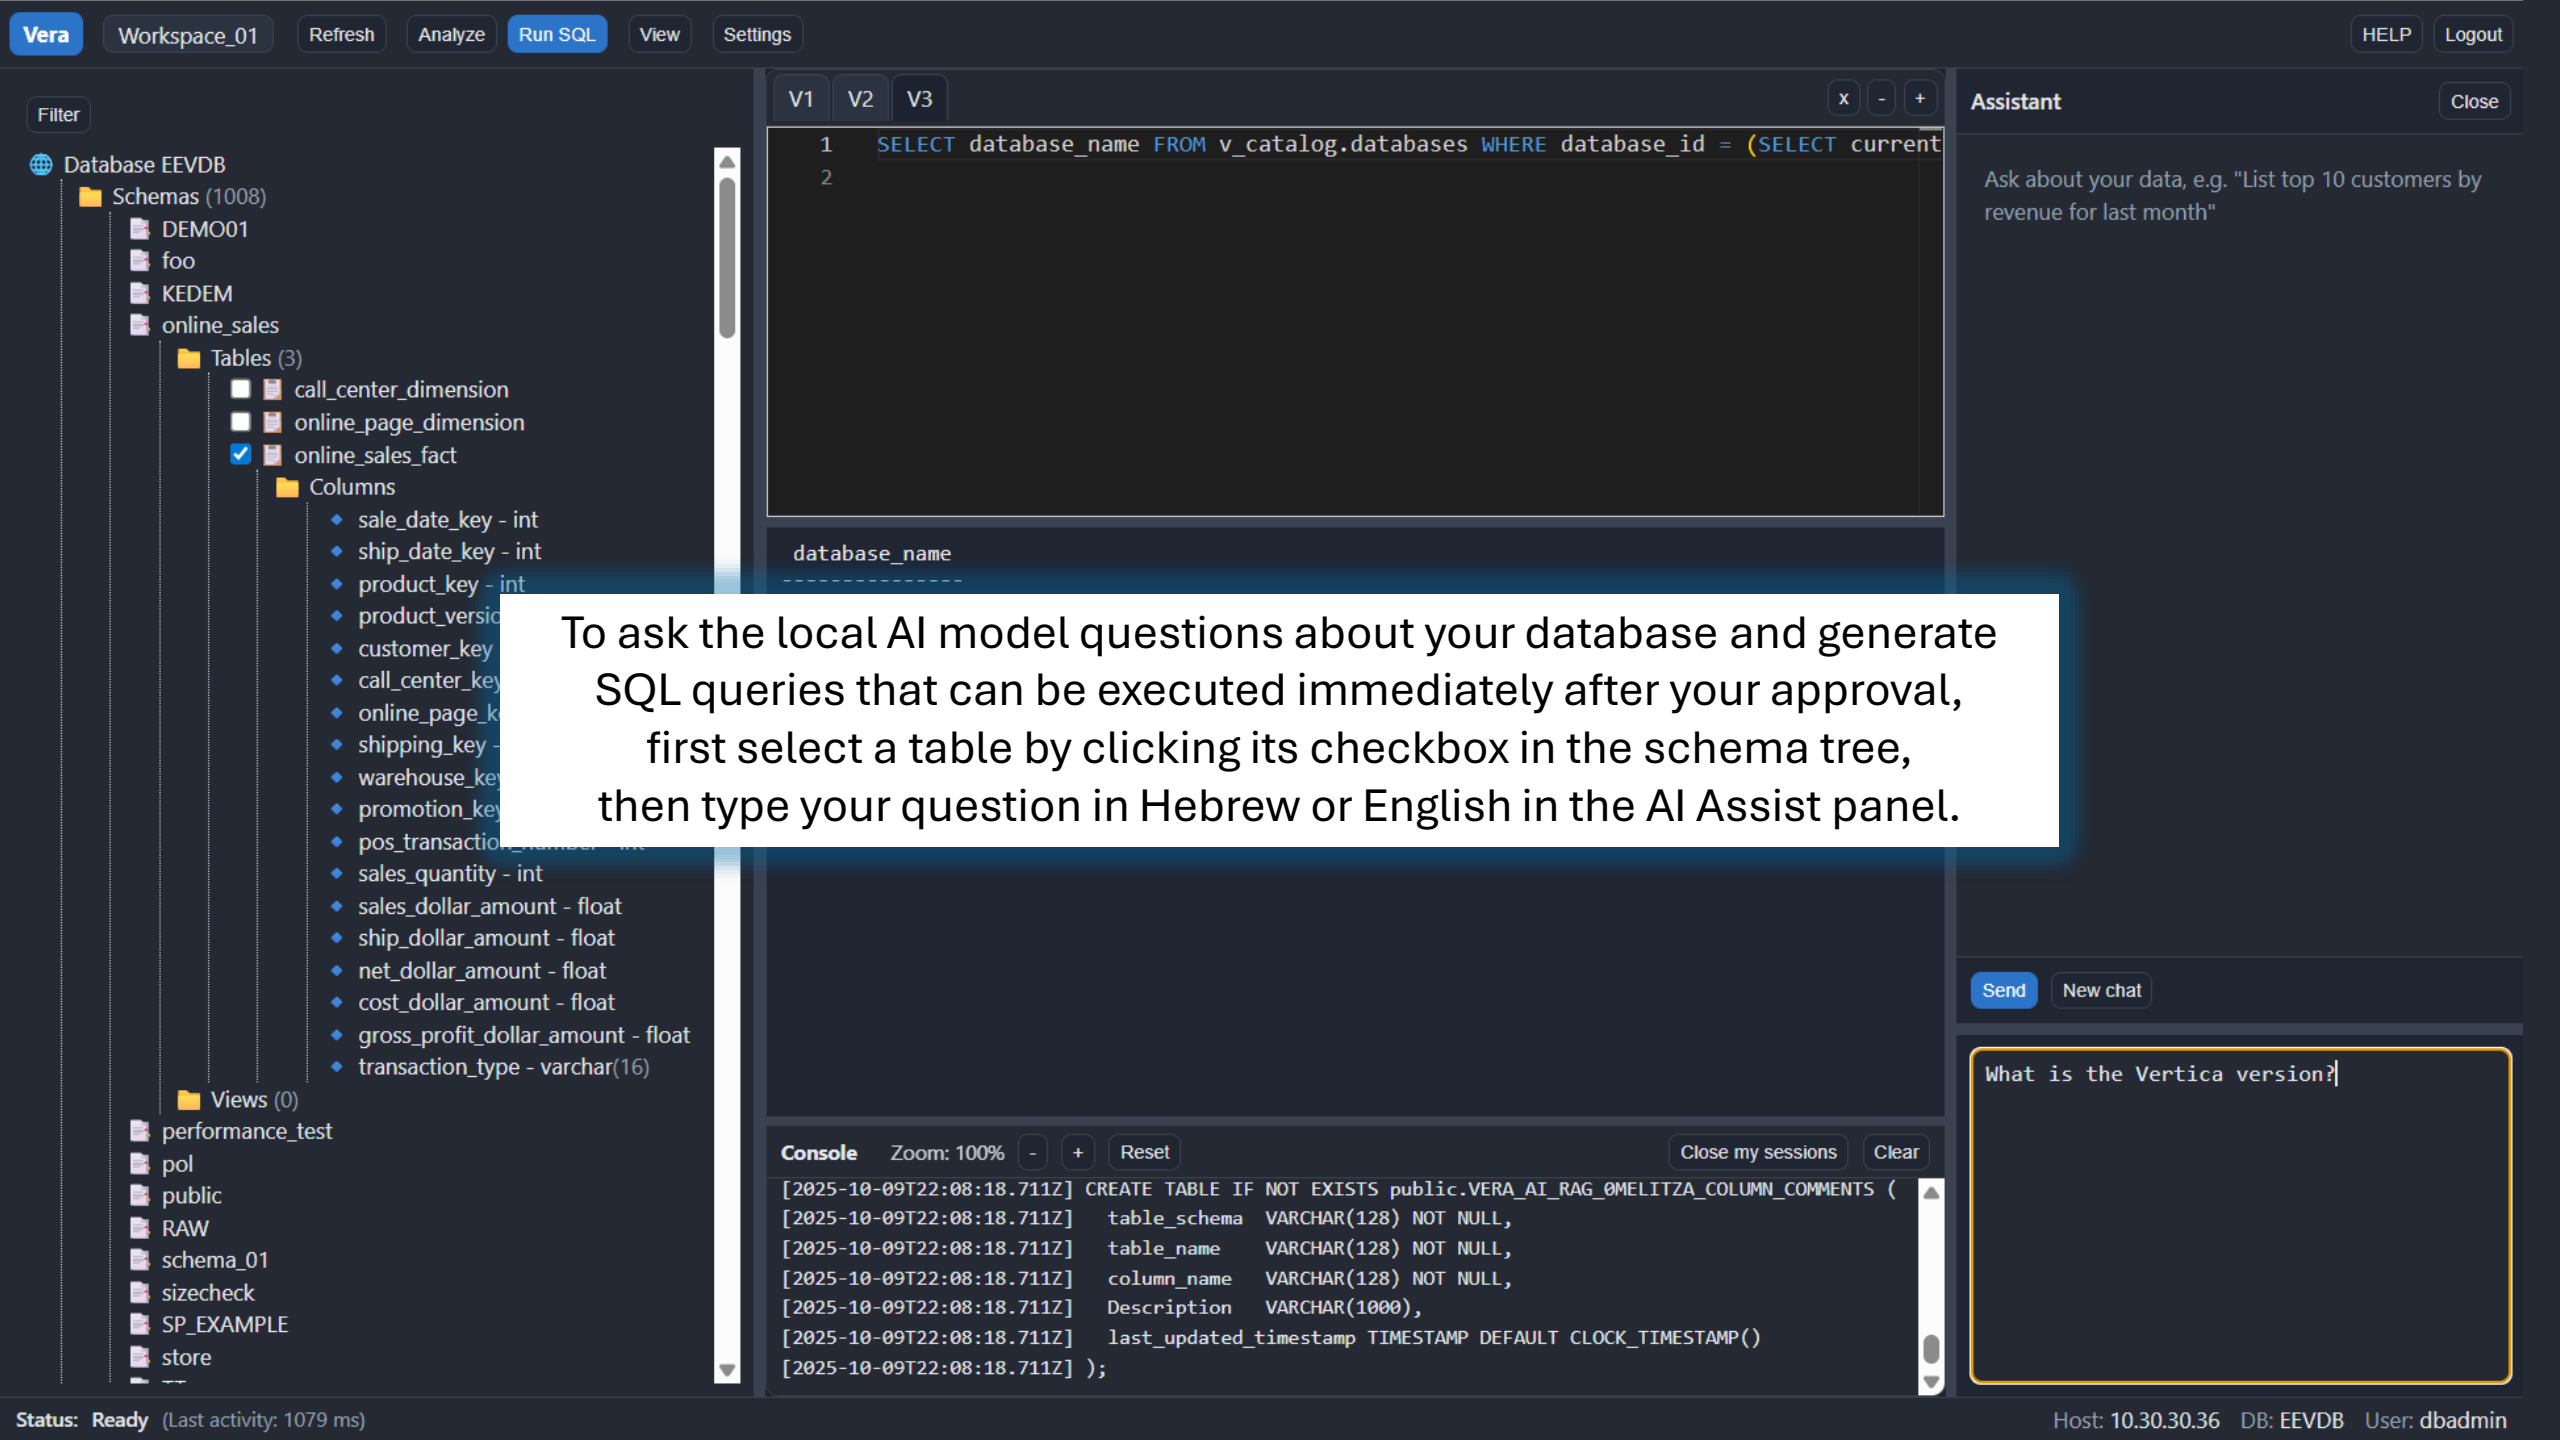 Vera Workspace_01 Refresh Analyze Run SQL View Settings HELP Logout
Filter
Database EEVDB
Schemas (1008)
DEMO01
foo
KEDEM
online_sales
Tables (3)
call_center_dimension
online_page_dimension
online_sales_fact
Columns
sale_date_key - int
ship_date_key - int
product_key - int
product_versio
customer_key
call_center_key
online_page_k
shipping_key -
warehouse_key
promotion_key
pos_transaction_number - int
sales_quantity - int
sales_dollar_amount - float
ship_dollar_amount - float
net_dollar_amount - float
cost_dollar_amount - float
gross_profit_dollar_amount - float
transaction_type - varchar(16)
Views (0)
performance_test
pol
public
RAW
schema_01
sizecheck
SP_EXAMPLE
store
V1 V2 V3 x - +
1 SELECT database_name FROM v_catalog.databases WHERE database_id = (SELECT current
2
database_name
---------------
To ask the local AI model questions about your database and generate
SQL queries that can be executed immediately after your approval,
first select a table by clicking its checkbox in the schema tree,
then type your question in Hebrew or English in the AI Assist panel.
Console Zoom: 100% - + Reset Close my sessions Clear
[2025-10-09T22:08:18.711Z] CREATE TABLE IF NOT EXISTS public.VERA_AI_RAG_0MELITZA_COLUMN_COMMENTS (
[2025-10-09T22:08:18.711Z] table_schema VARCHAR(128) NOT NULL,
[2025-10-09T22:08:18.711Z] table_name VARCHAR(128) NOT NULL,
[2025-10-09T22:08:18.711Z] column_name VARCHAR(128) NOT NULL,
[2025-10-09T22:08:18.711Z] Description VARCHAR(1000),
[2025-10-09T22:08:18.711Z] last_updated_timestamp TIMESTAMP DEFAULT CLOCK_TIMESTAMP()
[2025-10-09T22:08:18.711Z] );
Assistant Close
Ask about your data, e.g. "List top 10 customers by
revenue for last month"
Send New chat
What is the Vertica version?
Status: Ready (Last activity: 1079 ms) Host: 10.30.30.36 DB: EEVDB User: dbadmin